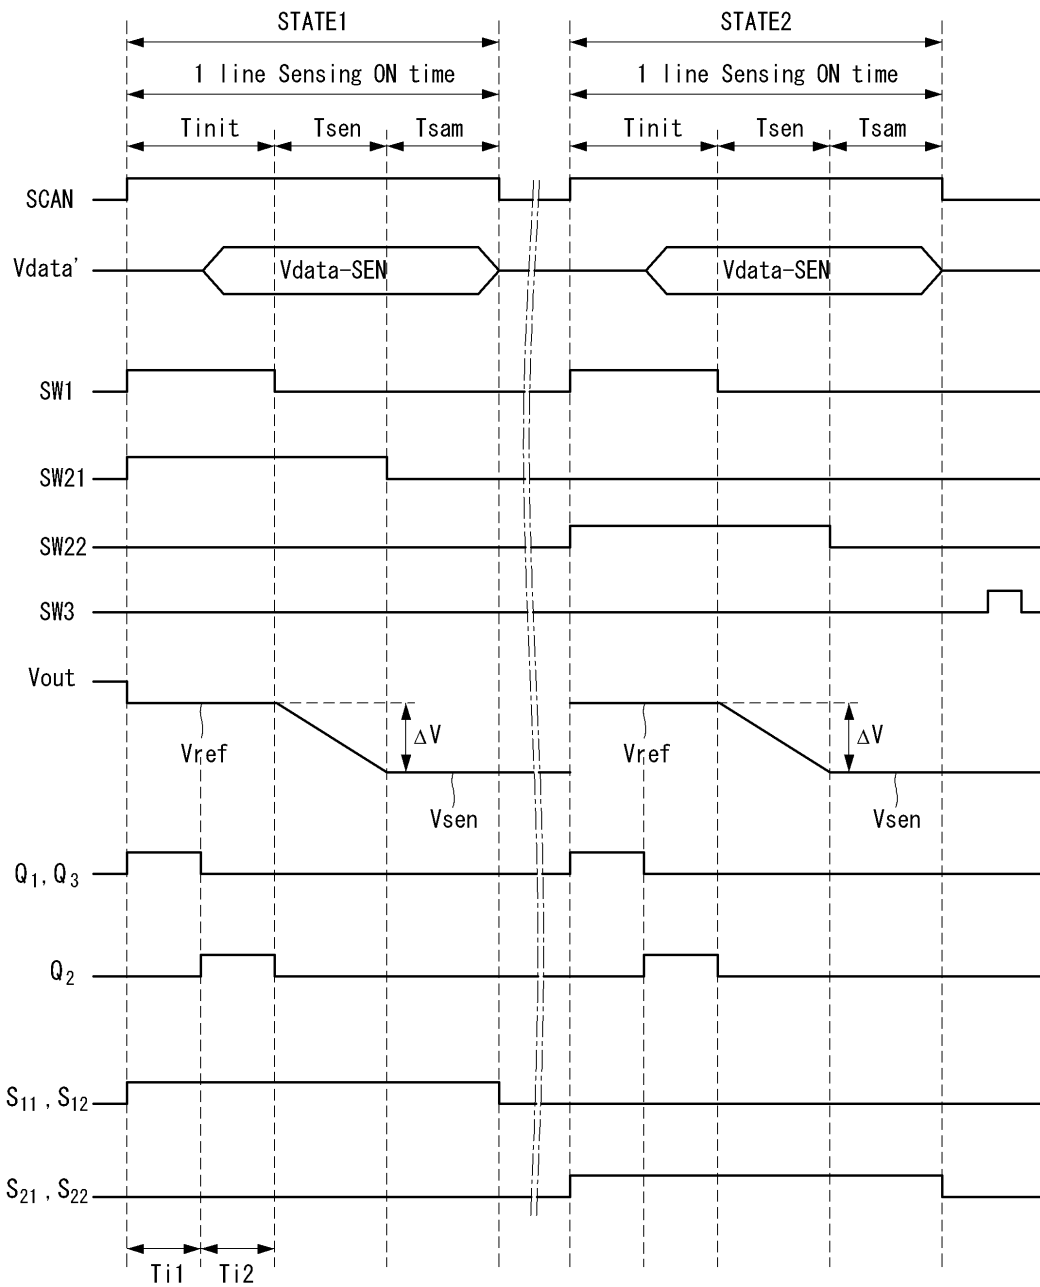 STATE1 STATE2
1 line Sensing ON time 1 line Sensing ON time
Tinit Tsen Tsam Tinit Tsen Tsam
SCAN
Vdata' Vdata-SEN Vdata-SEN
SW1
SW21
SW22
SW3
Vout
Vref ΔV Vref ΔV
Vsen Vsen
Q1, Q3
Q2
S11, S12
S21, S22
Ti1 Ti2